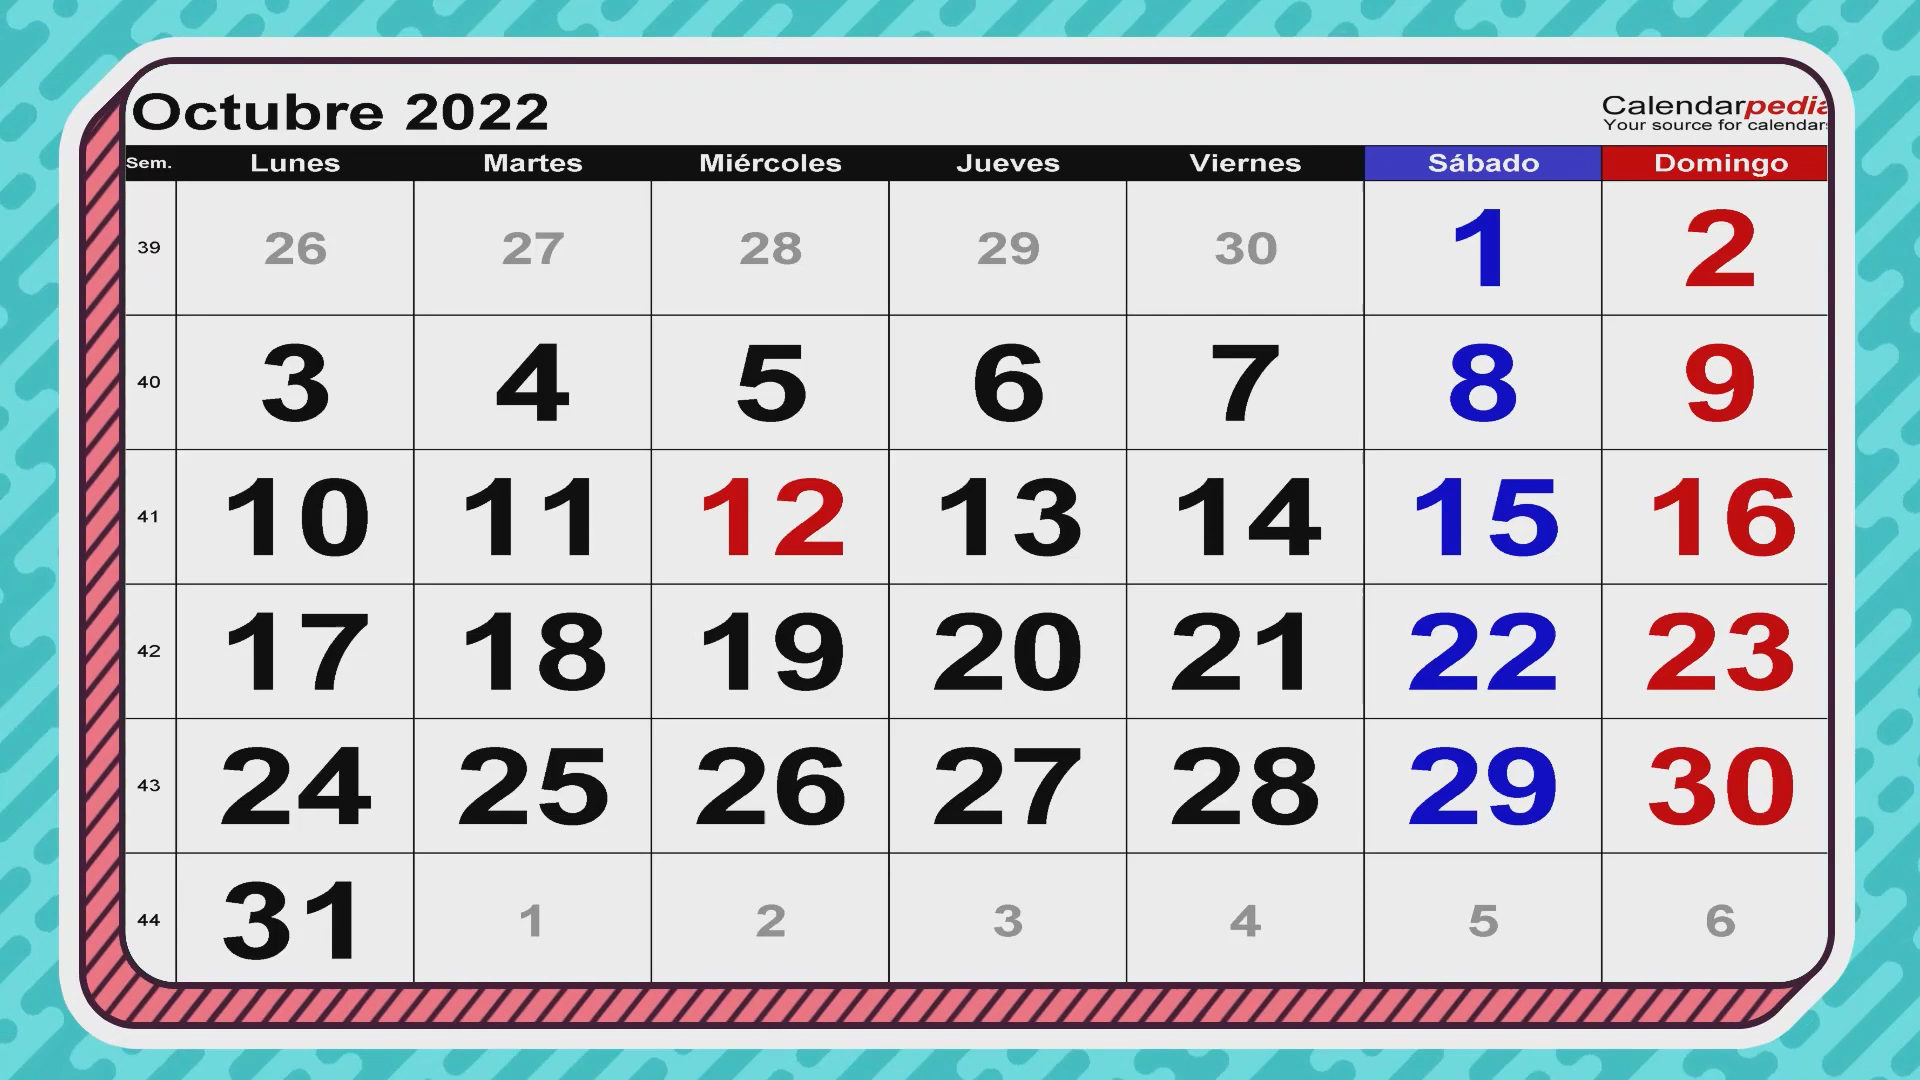 Octubre 2022
Calendarpedia
Your source for calendars
Sem. Lunes Martes Miércoles Jueves Viernes Sábado Domingo
39 26 27 28 29 30 1 2
40 3 4 5 6 7 8 9
41 10 11 12 13 14 15 16
42 17 18 19 20 21 22 23
43 24 25 26 27 28 29 30
44 31 1 2 3 4 5 6